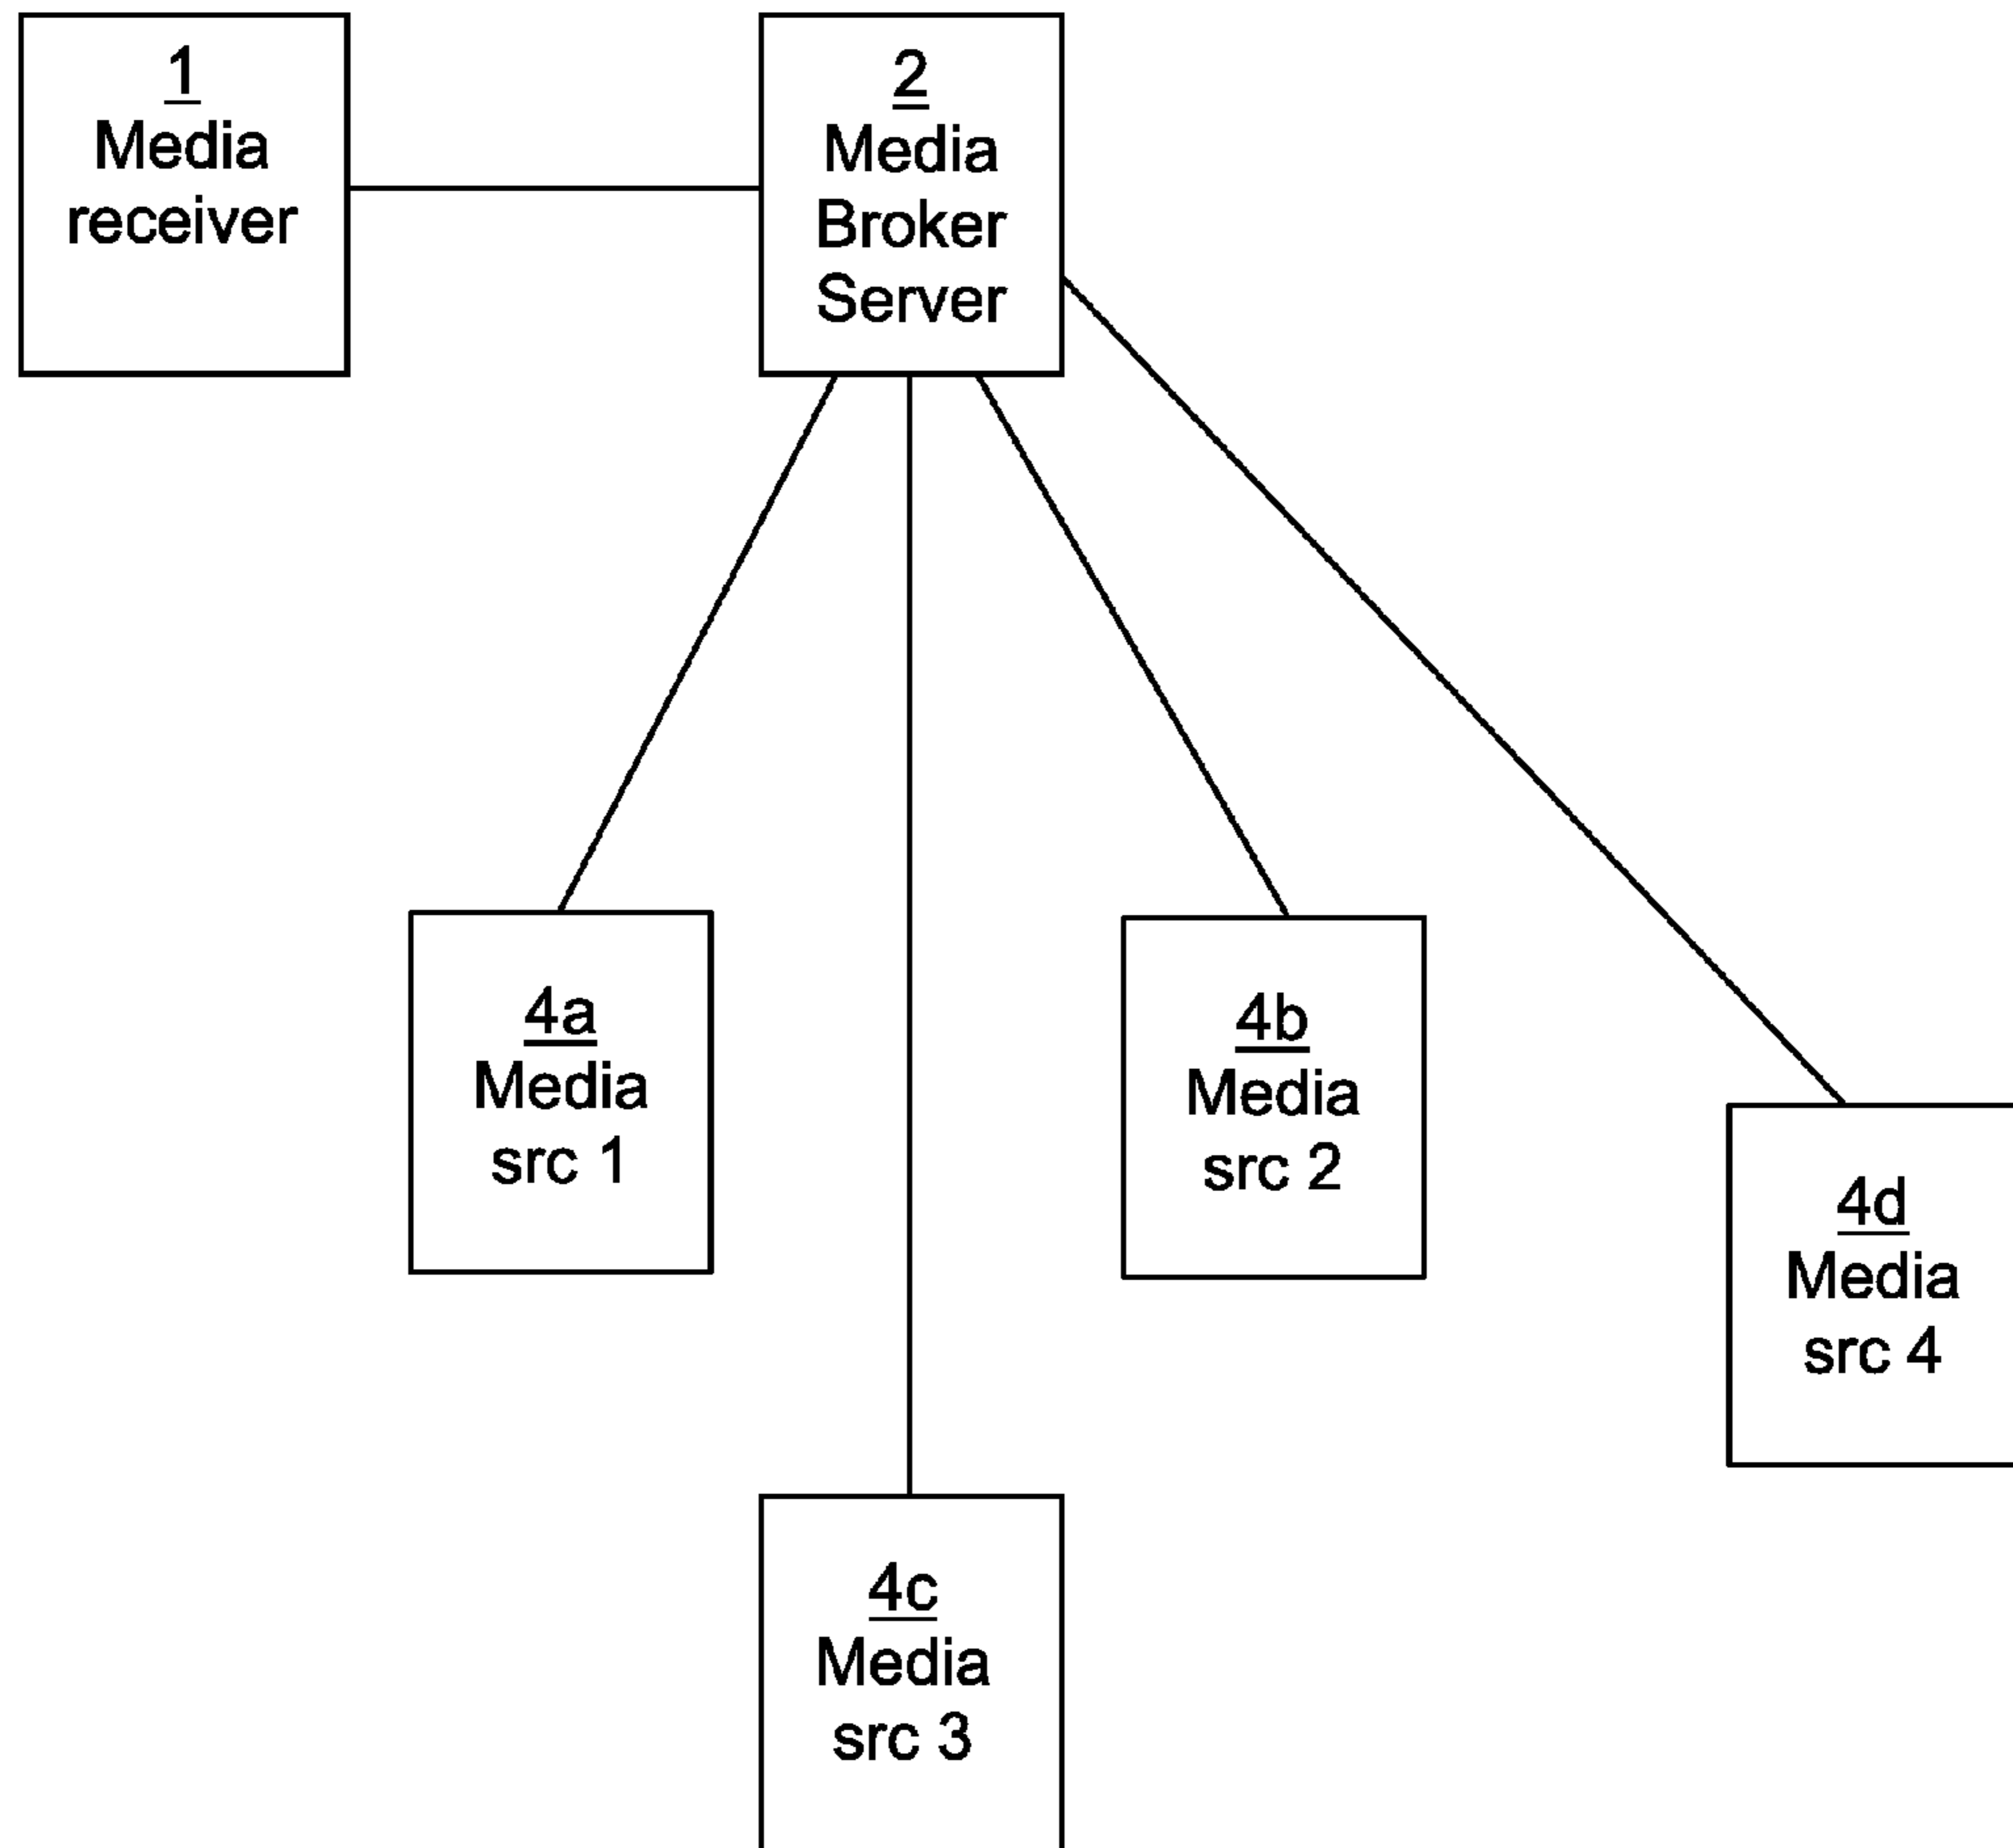 1
Media
receiver
2
Media
Broker
Server
4a
Media
src 1
4b
Media
src 2
4d
Media
src 4
4c
Media
src 3